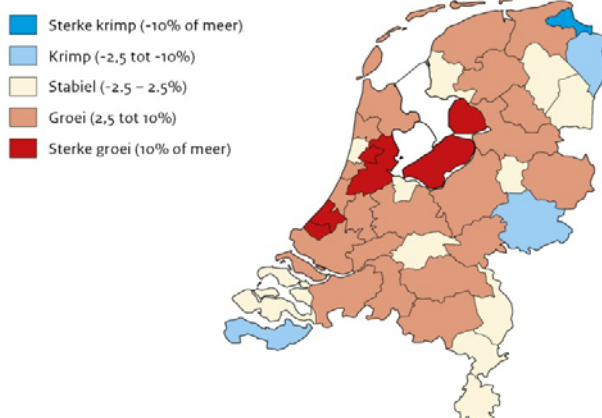 Sterke krimp (-10% of meer)
Krimp (-2,5 tot -10%)
Stabiel (-2.5 – 2.5%)
Groei (2,5 tot 10%)
Sterke groei (10% of meer)